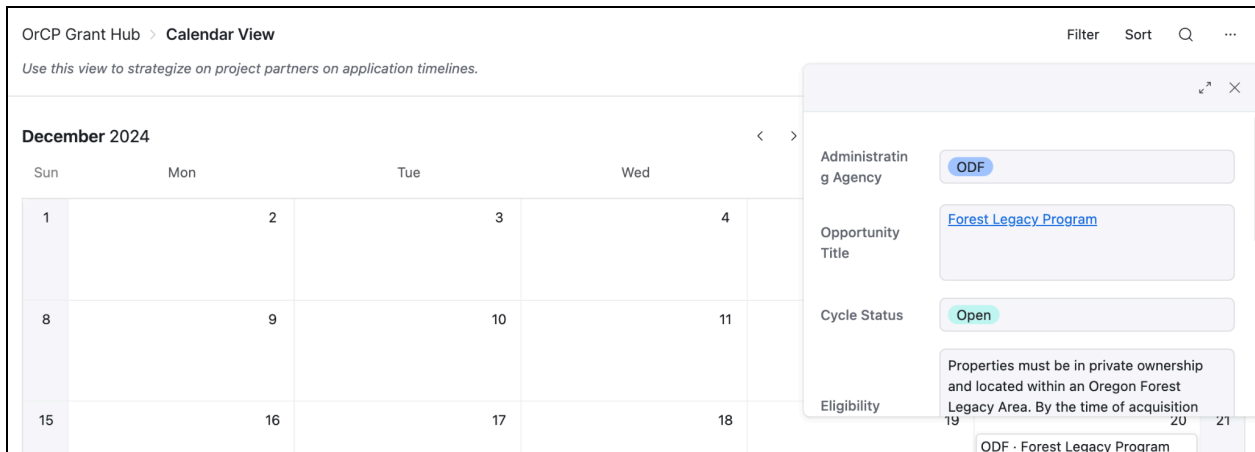 OrCP Grant Hub > Calendar View
Filter Sort
Use this view to strategize on project partners on application timelines.
December 2024
Sun Mon Tue Wed
1 2 3 4
8 9 10 11
15 16 17 18 19 20 21
ODF · Forest Legacy Program
Administratin
g Agency
ODF
Opportunity
Title
Forest Legacy Program
Cycle Status
Open
Eligibility
Properties must be in private ownership
and located within an Oregon Forest
Legacy Area. By the time of acquisition